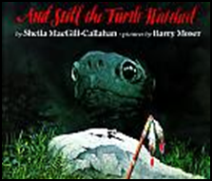 And Still the Turtle Watched
by Sheila MacGill-Callahan · pictures by Barry Moser